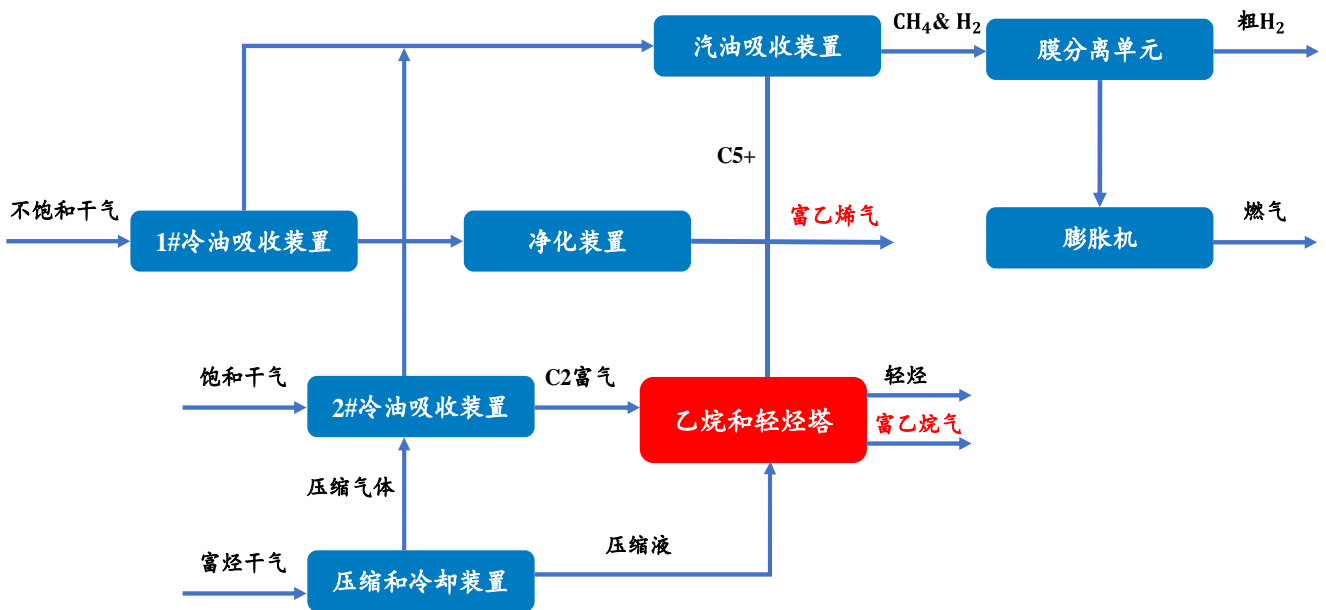 汽油吸收装置
CH₄& H₂
膜分离单元
粗H₂
C5+
不饱和干气
1#冷油吸收装置
净化装置
富乙烯气
膨胀机
燃气
饱和干气
2#冷油吸收装置
C2富气
乙烷和轻烃塔
轻烃
富乙烷气
压缩气体
富烃干气
压缩和冷却装置
压缩液